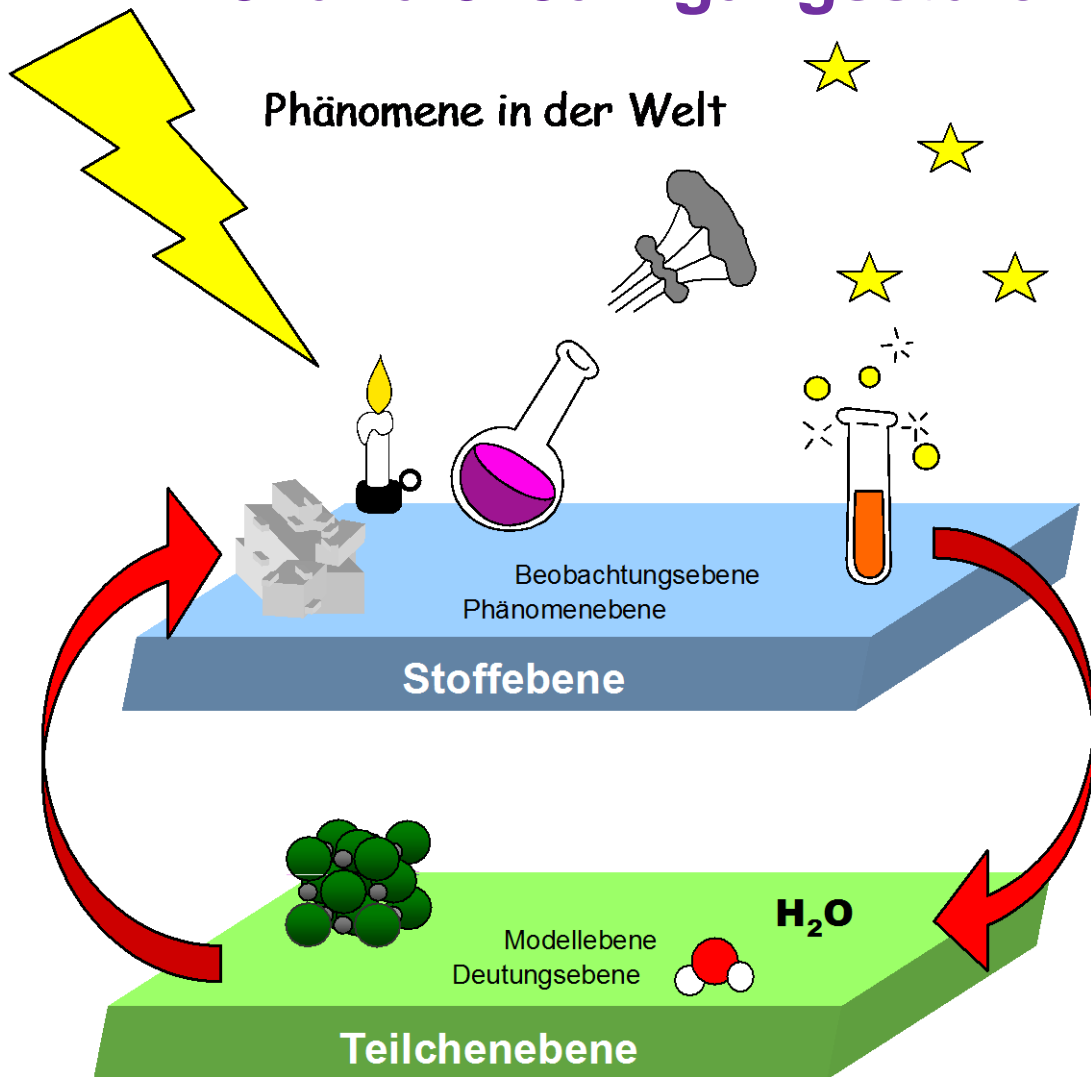 Phänomene in der Welt
Beobachtungsebene
Phänomenebene
Stoffebene
H₂O
Modellebene
Deutungsebene
Teilchenebene